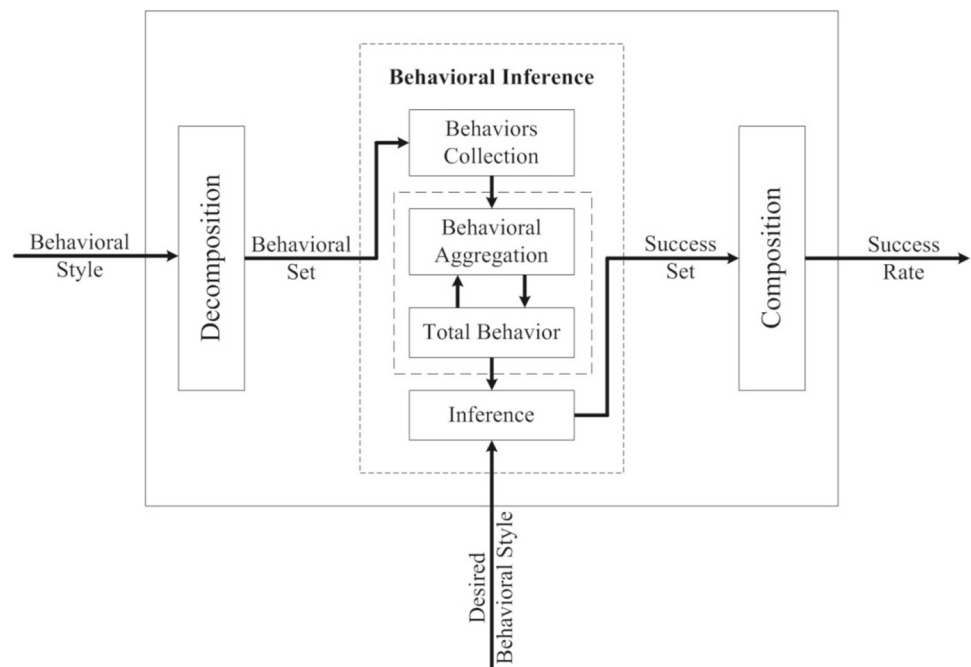 Behavioral Inference
Behaviors
Collection
Behavioral
Style
Decomposition
Behavioral
Set
Behavioral
Aggregation
Total Behavior
Inference
Success
Set
Composition
Success
Rate
Desired
Behavioral Style